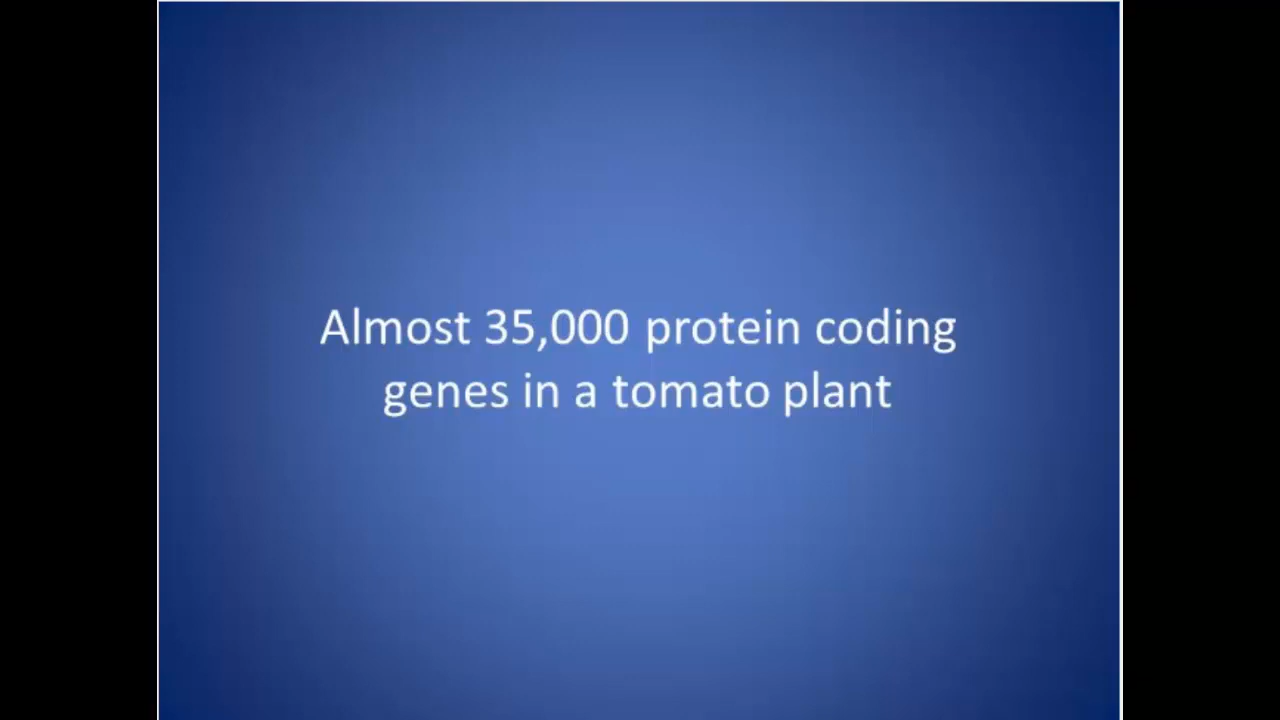 Almost 35,000 protein coding
genes in a tomato plant